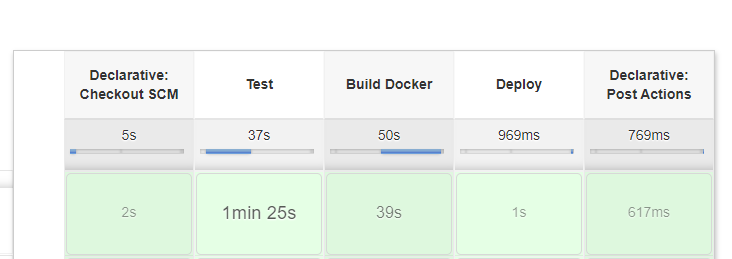 Declarative:
Checkout SCM
Test
Build Docker
Deploy
Declarative:
Post Actions
5s
37s
50s
969ms
769ms
2s
1min 25s
39s
1s
617ms